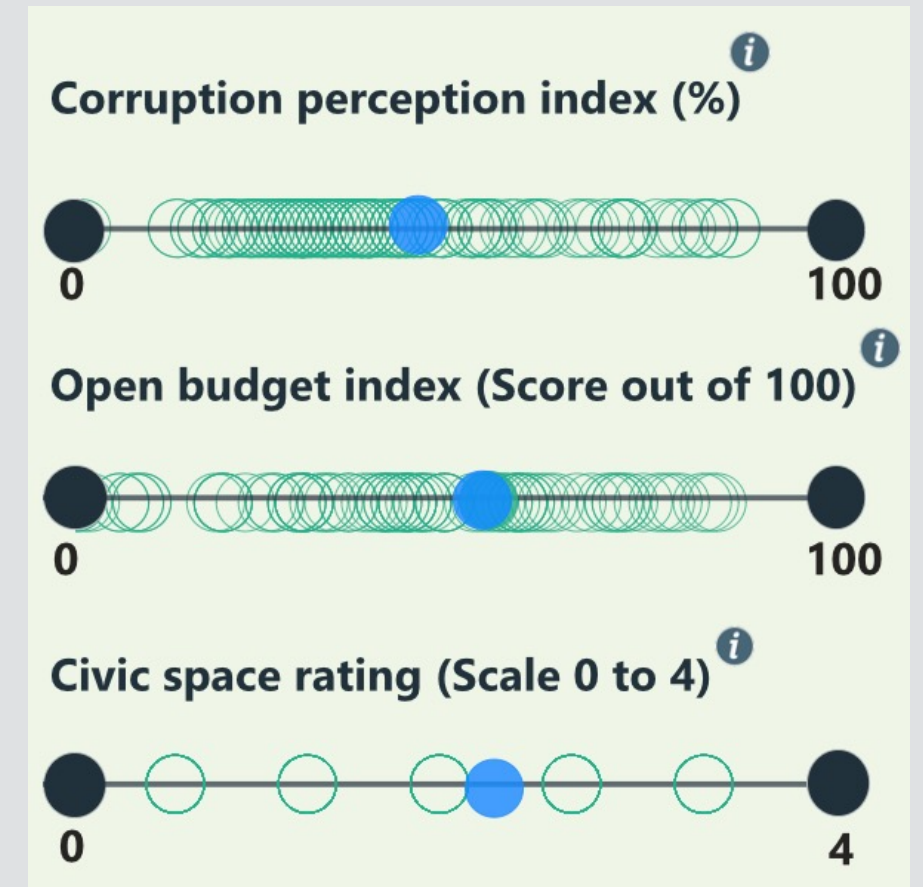 i
Corruption perception index (%)
0 100
i
Open budget index (Score out of 100)
0 100
i
Civic space rating (Scale 0 to 4)
0 4